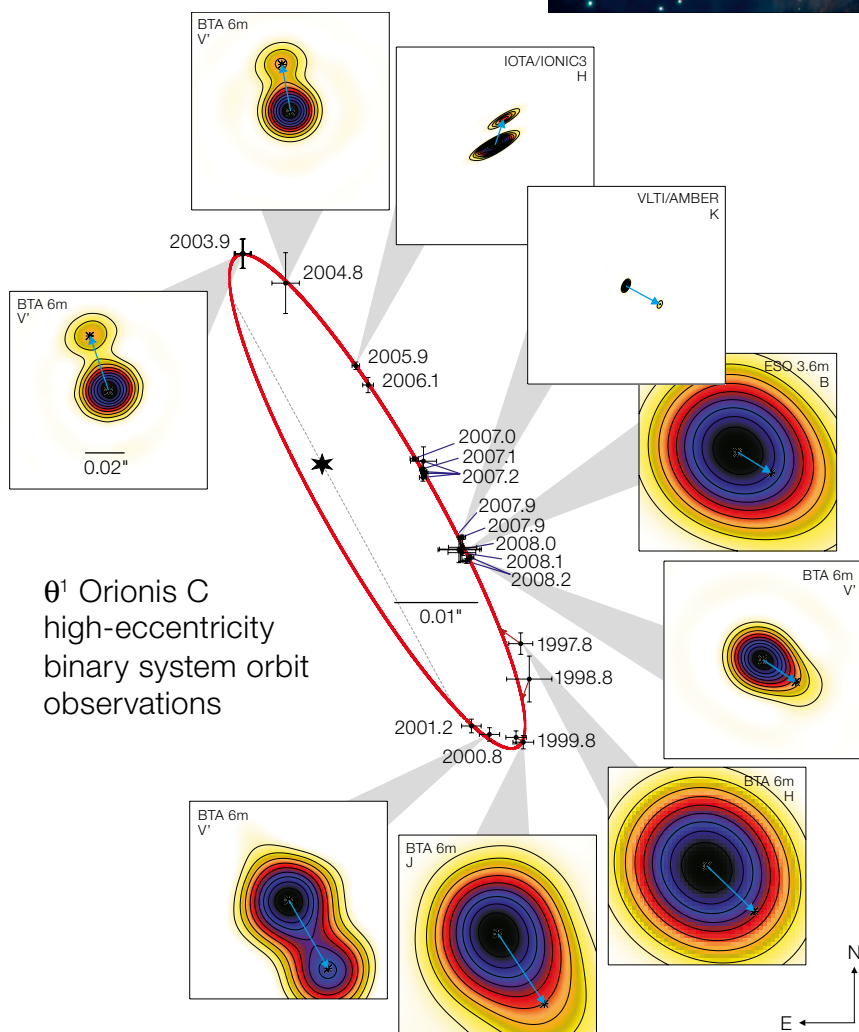 BTA 6m
V’
IOTA/IONIC3
H
VLTI/AMBER
K
2003.9
2004.8
BTA 6m
V’
0.02"
2005.9
2006.1
ESO 3.6m
B
2007.0
2007.1
2007.2
2007.9
2007.9
2008.0
2008.1
2008.2
BTA 6m
V’
θ¹ Orionis C
high-eccentricity
binary system orbit
observations
0.01"
1997.8
1998.8
2001.2
2000.8
1999.8
BTA 6m
H
BTA 6m
V’
BTA 6m
J
N
E